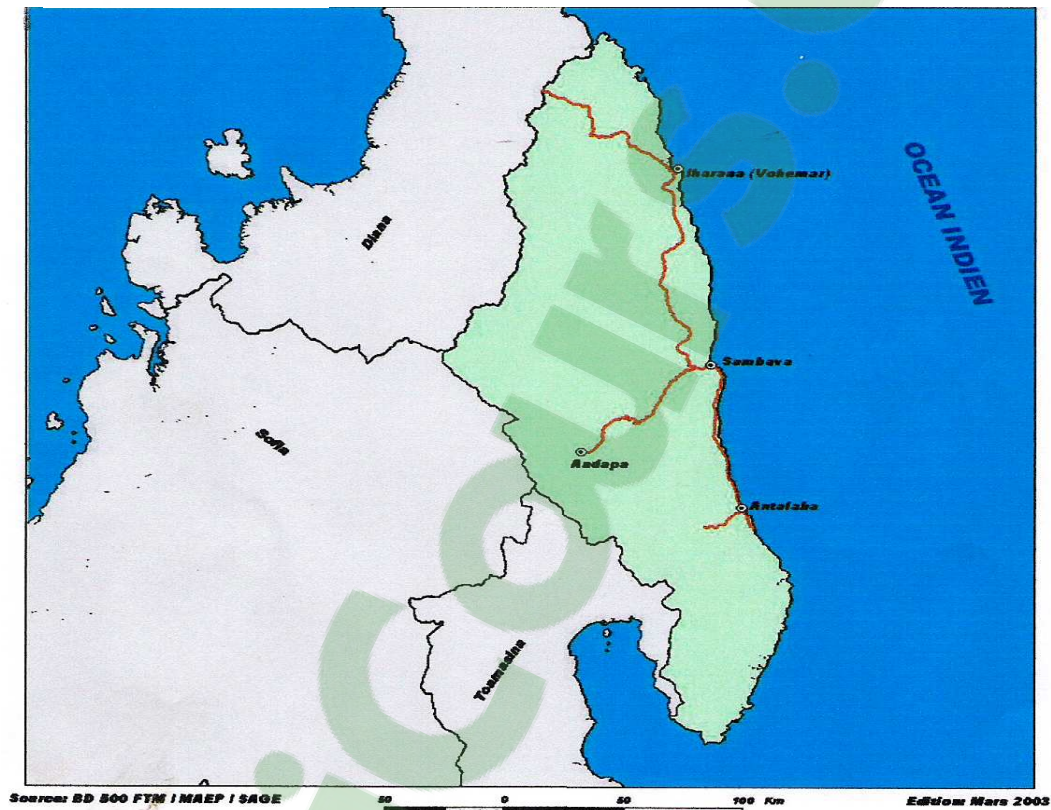 OCEAN INDIEN
Iharana (Vohemar)
Diana
Sambava
Sofia
Andapa
Antalaha
Toamasina
Source: BD 500 FTM / MAEP / SAGE
50 0 50 100 Km
Edition: Mars 2003
icours.